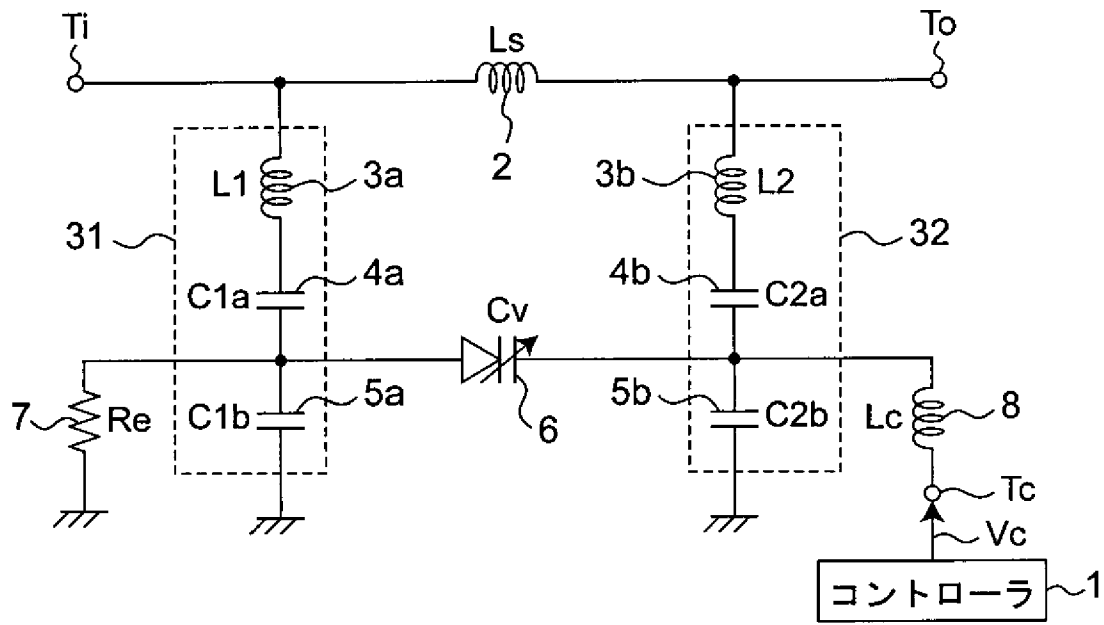 Ti
Ls
To
2
L1
3a
3b
L2
31
32
C1a
4a
Cv
4b
C2a
7
Re
C1b
5a
6
5b
C2b
Lc
8
Tc
Vc
コントローラ
1